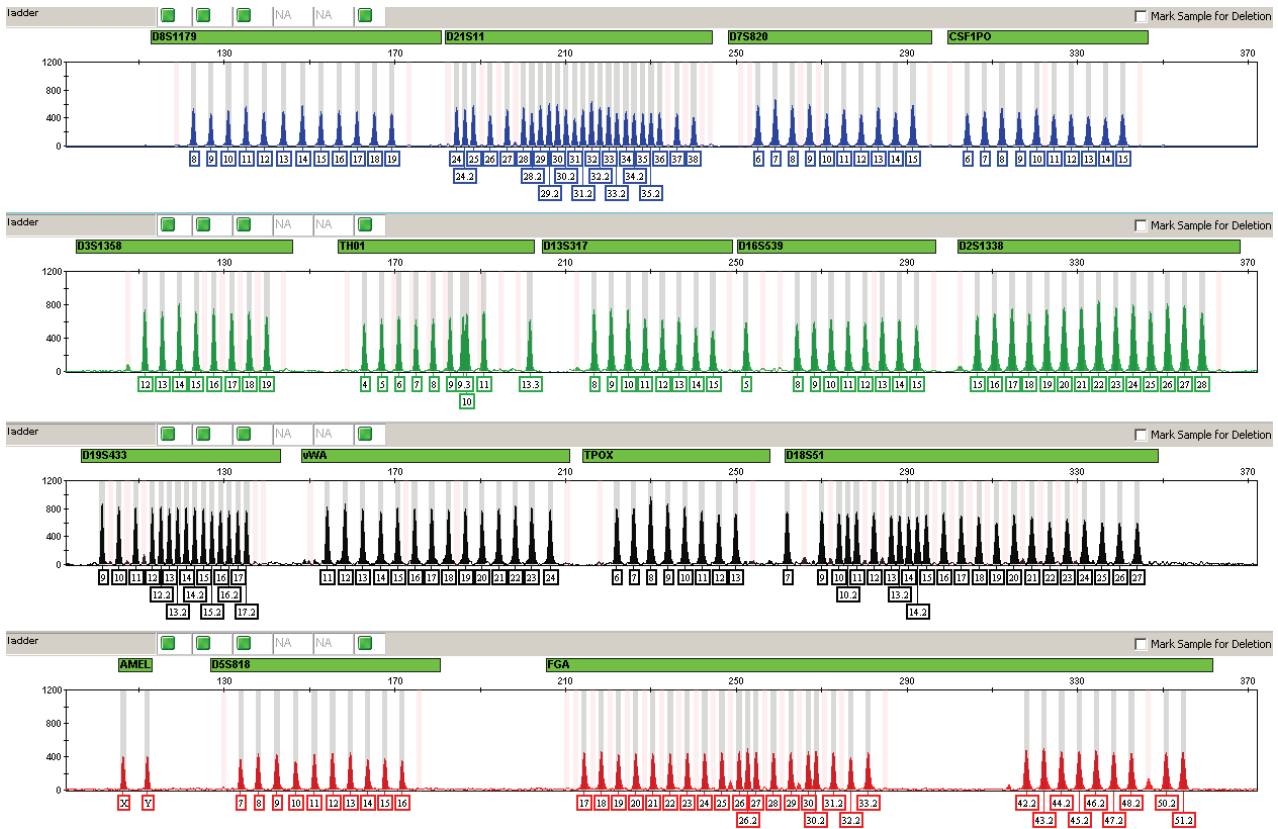 ladder NA NA Mark Sample for Deletion
D8S1179 D21S11 D7S820 CSF1PO
130 170 210 250 290 330 370
1200
800
400
0
8 9 10 11 12 13 14 15 16 17 18 19 24 25 26 27 28 29 30 31 32 33 34 35 36 37 38 6 7 8 9 10 11 12 13 14 15 6 7 8 9 10 11 12 13 14 15
24.2 28.2 30.2 32.2 34.2
29.2 31.2 33.2 35.2
ladder NA NA Mark Sample for Deletion
D3S1358 TH01 D13S317 D16S539 D2S1338
130 170 210 250 290 330 370
1200
800
400
0
12 13 14 15 16 17 18 19 4 5 6 7 8 9 9.3 11 13.3 8 9 10 11 12 13 14 15 5 8 9 10 11 12 13 14 15 15 16 17 18 19 20 21 22 23 24 25 26 27 28
10
ladder NA NA Mark Sample for Deletion
D19S433 vWA TPOX D18S51
130 170 210 250 290 330 370
1200
800
400
0
9 10 11 12 13 14 15 16 17 11 12 13 14 15 16 17 18 19 20 21 22 23 24 6 7 8 9 10 11 12 13 7 9 10 11 12 13 14 15 16 17 18 19 20 21 22 23 24 25 26 27
12.2 14.2 16.2 10.2 13.2
13.2 15.2 17.2 14.2
ladder NA NA Mark Sample for Deletion
AMEL D5S818 FGA
130 170 210 250 290 330 370
1200
800
400
0
X Y 7 8 9 10 11 12 13 14 15 16 17 18 19 20 21 22 23 24 25 26 27 28 29 30 31.2 33.2 42.2 44.2 46.2 48.2 50.2
26.2 30.2 32.2 43.2 45.2 47.2 51.2